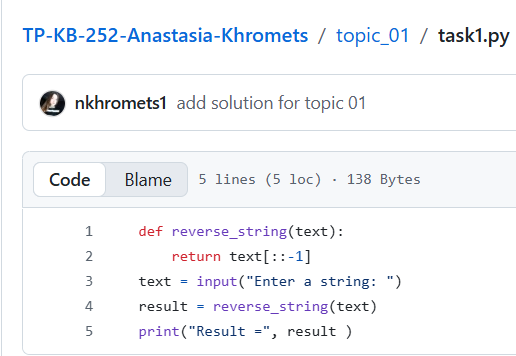 TP-KB-252-Anastasia-Khromets / topic_01 / task1.py
nkhromets1 add solution for topic 01
Code Blame 5 lines (5 loc) · 138 Bytes
1 def reverse_string(text):
2     return text[::-1]
3 text = input("Enter a string: ")
4 result = reverse_string(text)
5 print("Result =", result )